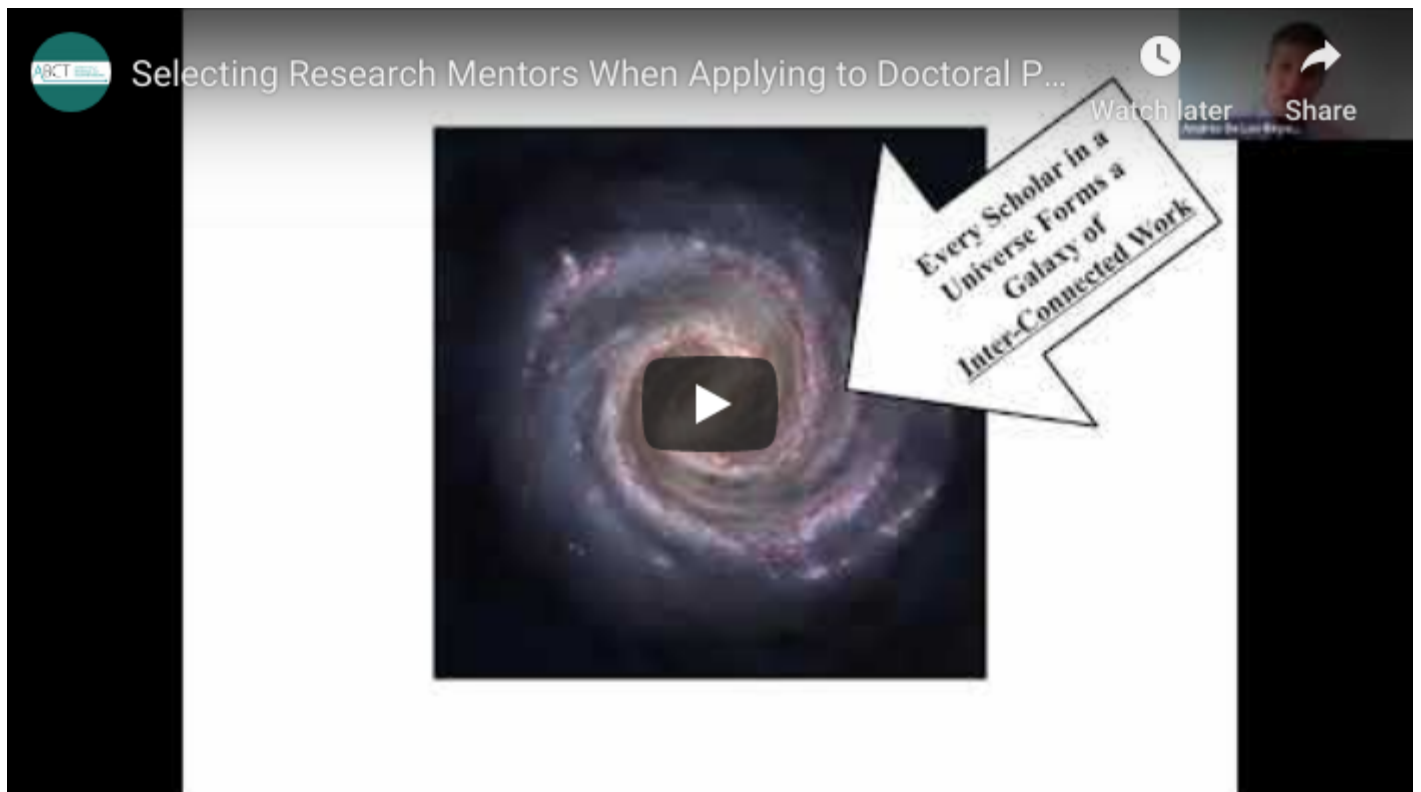 ABCT
Selecting Research Mentors When Applying to Doctoral P...
Watch later
Share
Every Scholar in a
Universe Forms a
Galaxy of
Inter-Connected Work